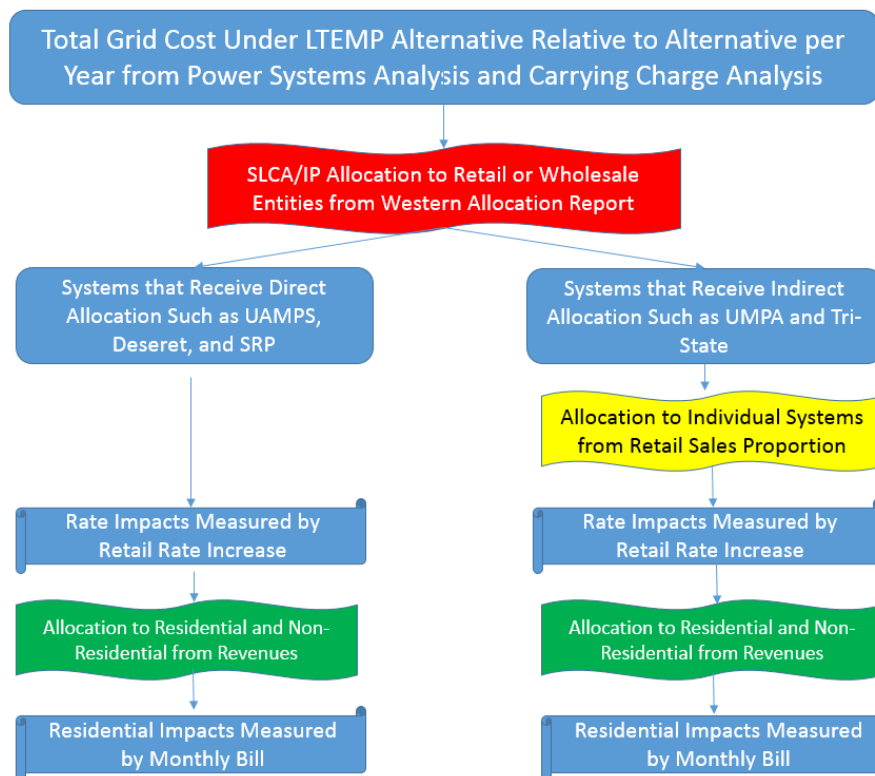 Total Grid Cost Under LTEMP Alternative Relative to Alternative per
Year from Power Systems Analysis and Carrying Charge Analysis
SLCA/IP Allocation to Retail or Wholesale
Entities from Western Allocation Report
Systems that Receive Direct
Allocation Such as UAMPS,
Deseret, and SRP
Systems that Receive Indirect
Allocation Such as UMPA and Tri-
State
Allocation to Individual Systems
from Retail Sales Proportion
Rate Impacts Measured by
Retail Rate Increase
Rate Impacts Measured by
Retail Rate Increase
Allocation to Residential and Non-
Residential from Revenues
Allocation to Residential and Non-
Residential from Revenues
Residential Impacts Measured
by Monthly Bill
Residential Impacts Measured
by Monthly Bill